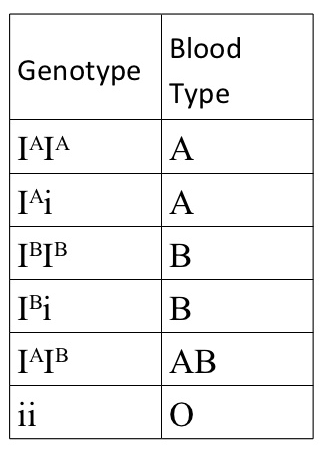 Genotype Blood
Type
IᴬIᴬ A
Iᴬi A
IᴮIᴮ B
Iᴮi B
IᴬIᴮ AB
ii O